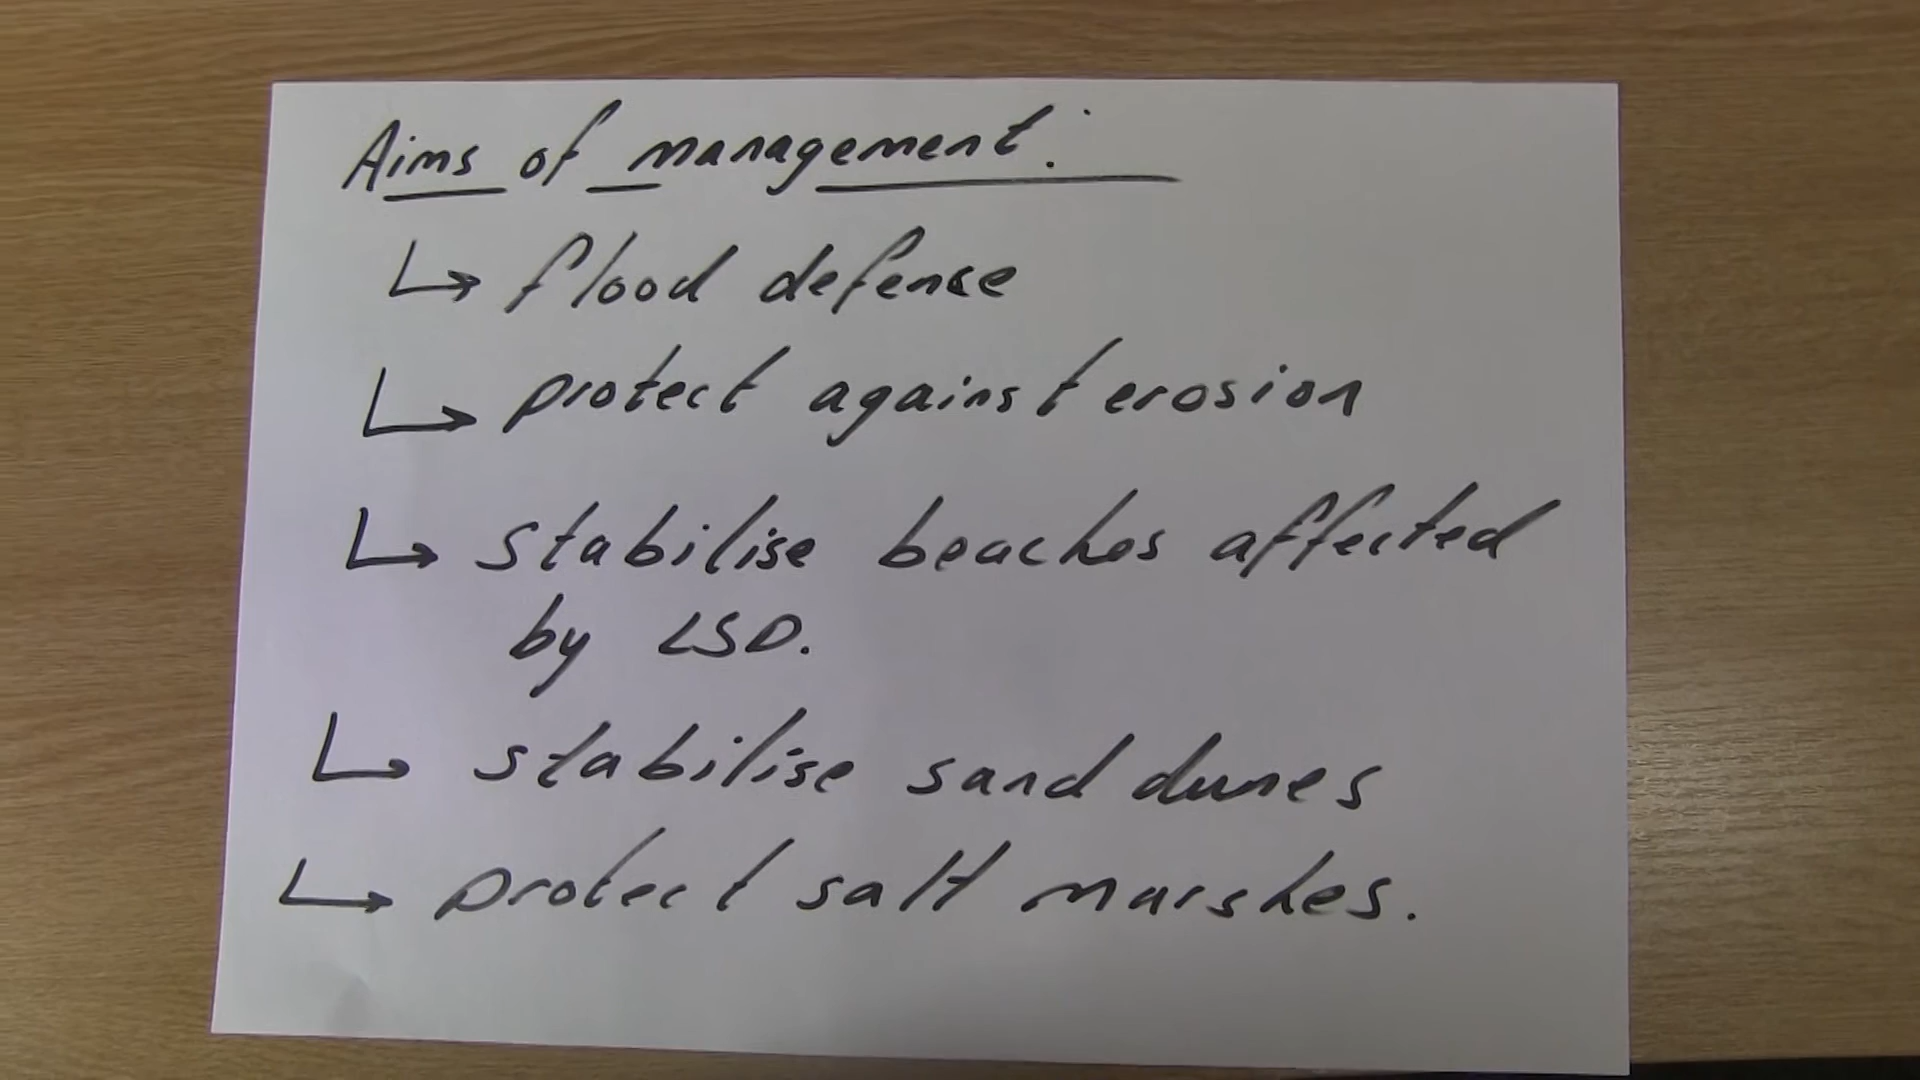 Aims of management:
↳ flood defense
↳ protect against erosion
↳ stabilise beaches affected
by LSD.
↳ stabilise sand dunes
↳ protect salt marshes.